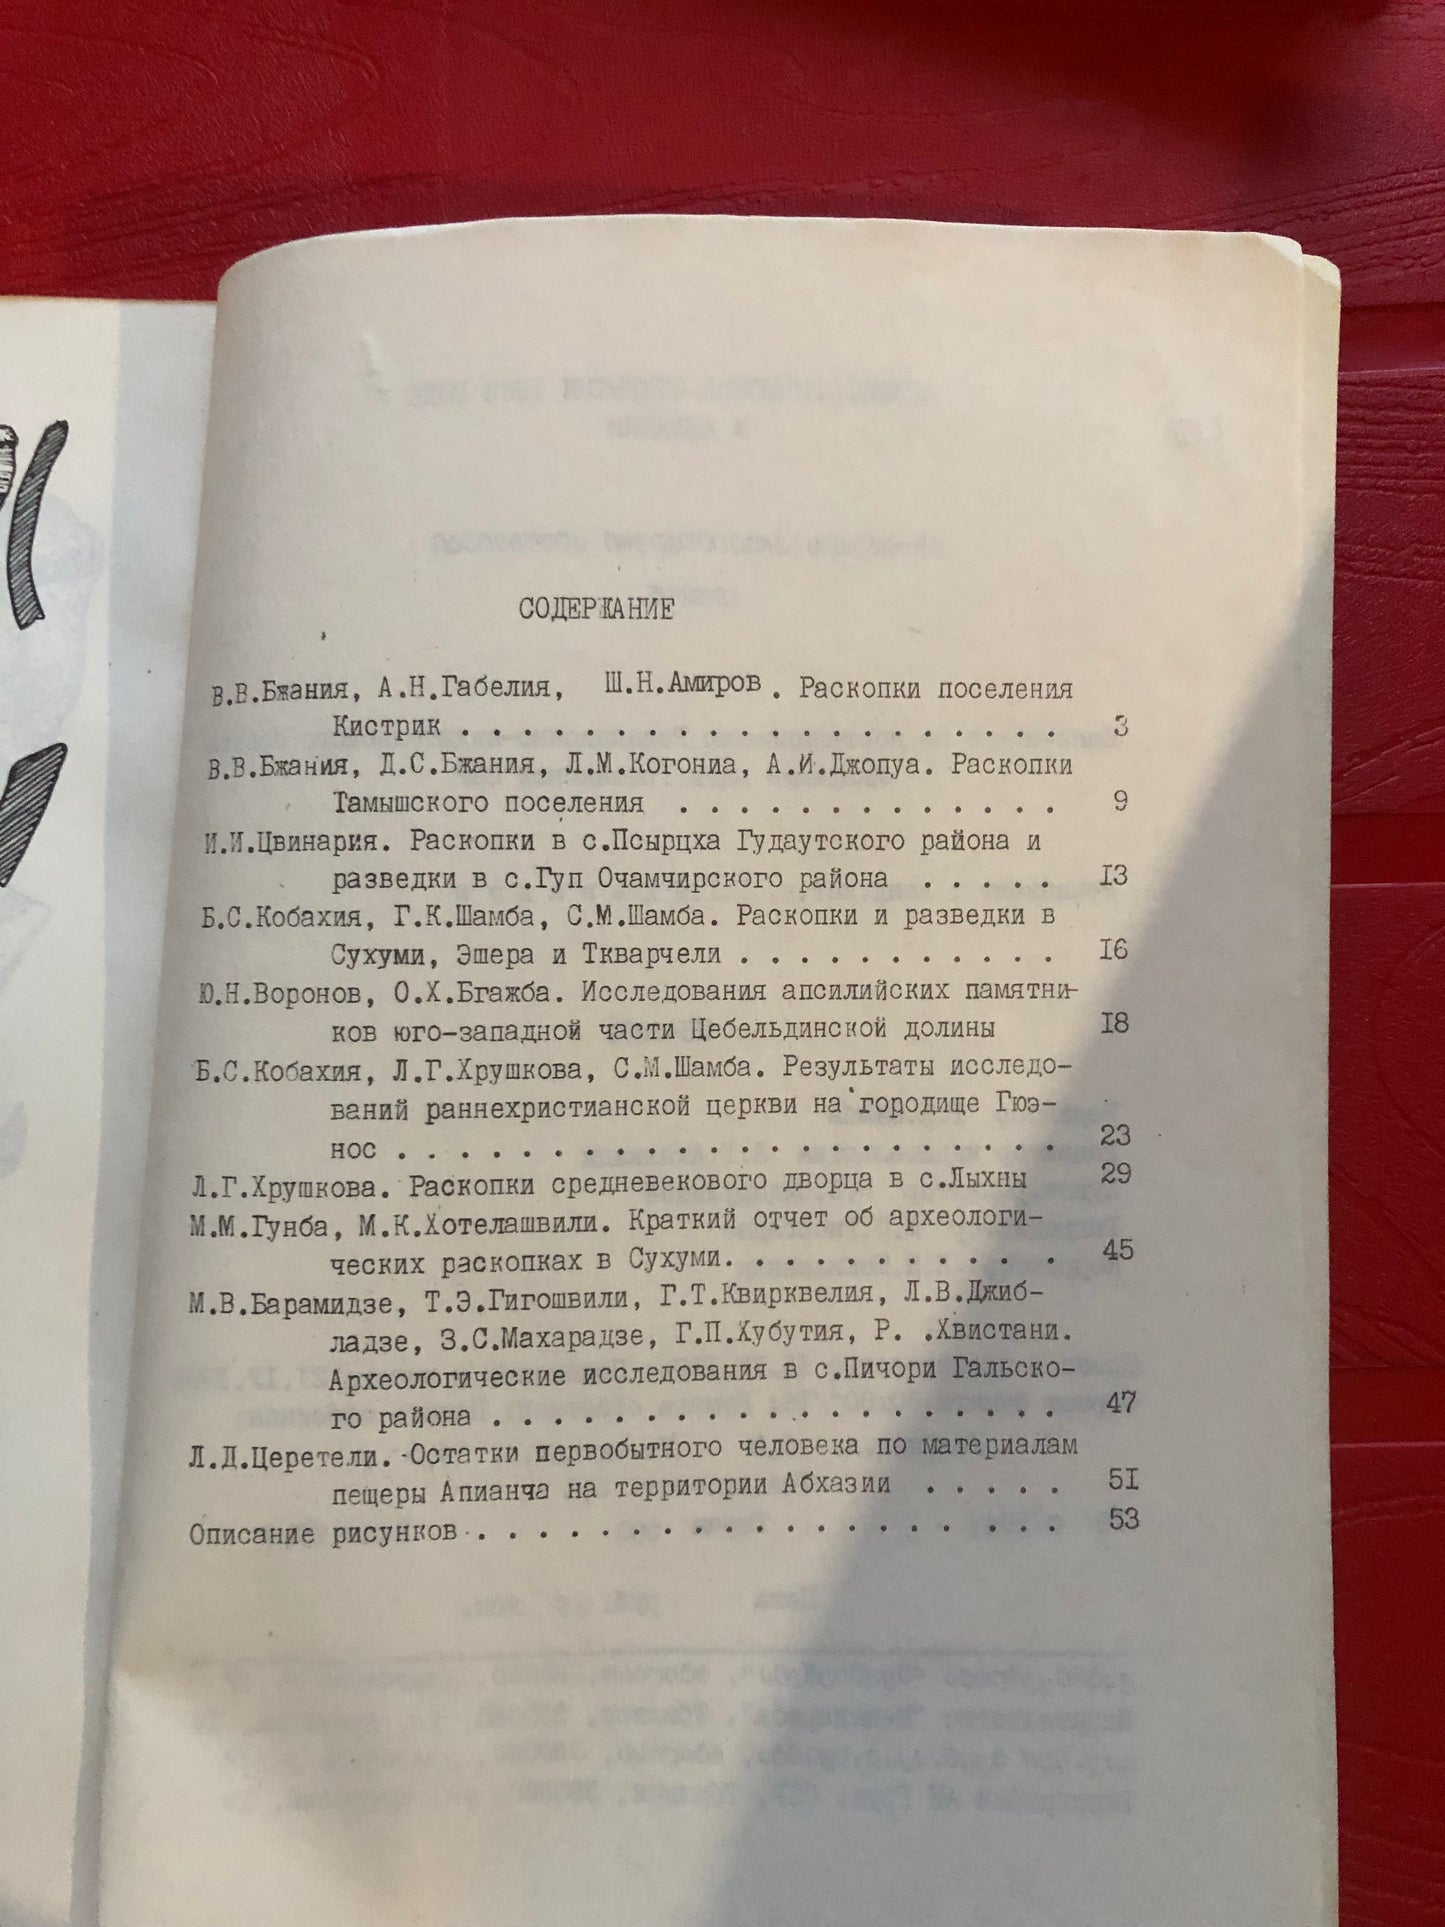 СОДЕРЖАНИЕ
В.В.Бжания, А.Н.Габелия, Ш.Н.Амиров. Раскопки поселения
Кистрик . . . . . . . . . . . . . . . . . . . . 3
В.В.Бжания, Д.С.Бжания, Л.М.Когониа, А.И.Джопуа. Раскопки
Тамышского поселения . . . . . . . . . . . . . 9
И.И.Цвинария. Раскопки в с.Псырцха Гудаутского района и
разведки в с.Гуп Очамчирского района . . . . . 13
Б.С.Кобахия, Г.К.Шамба, С.М.Шамба. Раскопки и разведки в
Сухуми, Эшера и Ткварчели . . . . . . . . . . . 16
Ю.Н.Воронов, О.Х.Бгажба. Исследования апсилийских памятни-
ков юго-западной части Цебельдинской долины 18
Б.С.Кобахия, Л.Г.Хрушкова, С.М.Шамба. Результаты исследо-
ваний раннехристианской церкви на городище Гюэ-
нос . . . . . . . . . . . . . . . . . . . . . . 23
Л.Г.Хрушкова. Раскопки средневекового дворца в с.Лыхны 29
М.М.Гунба, М.К.Хотелашвили. Краткий отчет об археологи-
ческих раскопках в Сухуми. . . . . . . . . . . 45
М.В.Барамидзе, Т.Э.Гигошвили, Г.Т.Квирквелия, Л.В.Джиб-
ладзе, З.С.Махарадзе, Г.П.Хубутия, Р. .Хвистани.
Археологические исследования в с.Пичори Гальско-
го района . . . . . . . . . . . . . . . . . . . 47
Л.Д.Церетели. Остатки первобытного человека по материалам
пещеры Апианча на территории Абхазии . . . . . 51
Описание рисунков . . . . . . . . . . . . . . . . . . . 53